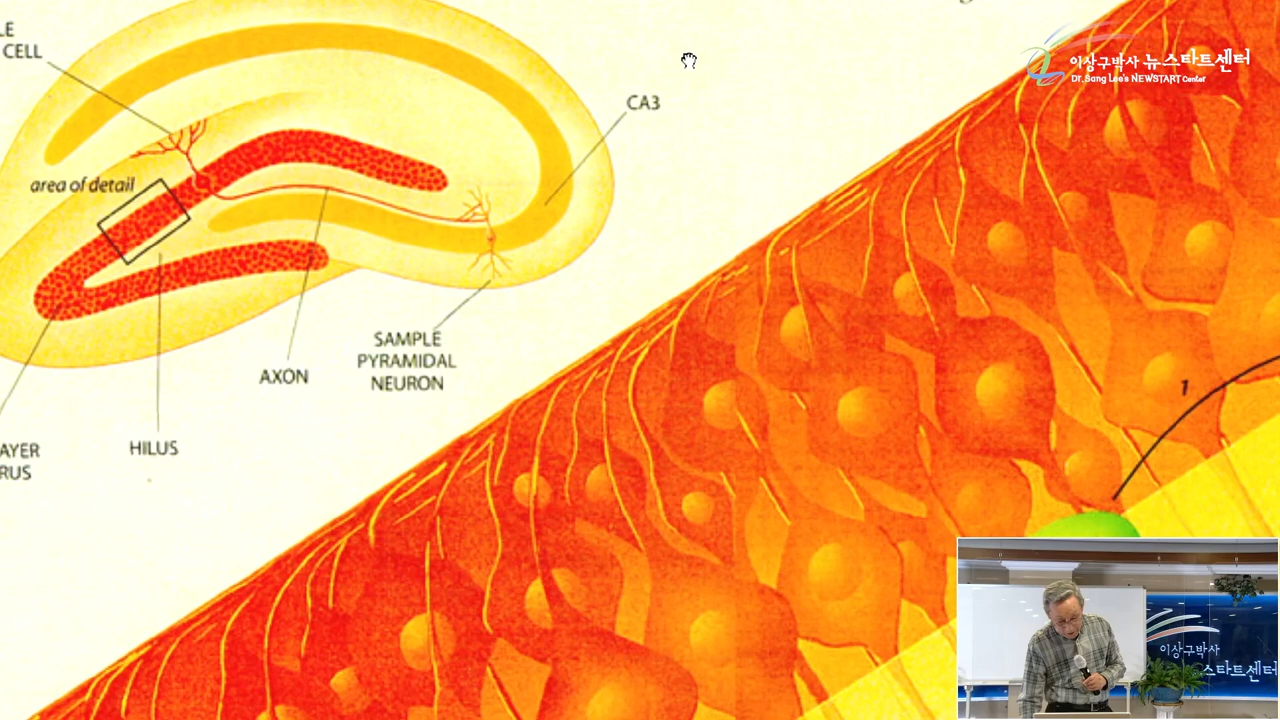 LE
CELL
area of detail
CA3
AXON
SAMPLE
PYRAMIDAL
NEURON
HILUS
AYER
RUS
1
이상구박사 뉴스타트센터
Dr. Sang Lee's NEWSTART Center
이상구박사
스타트센터